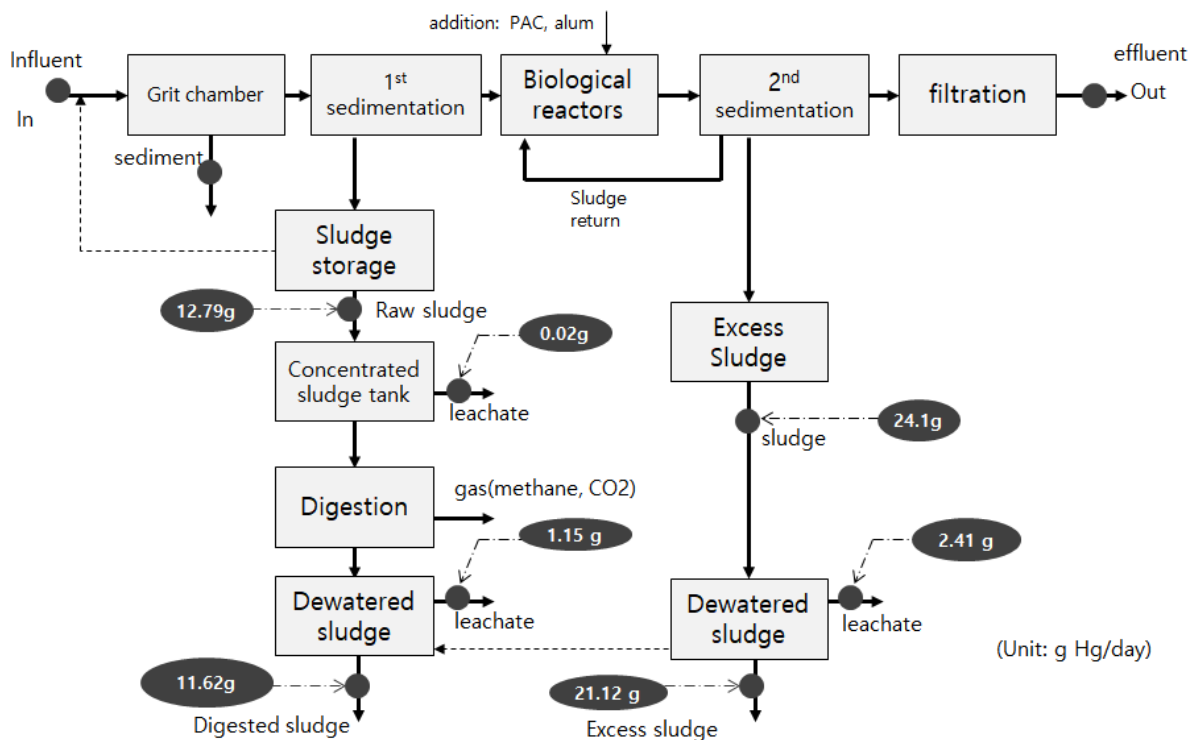 addition: PAC, alum
Influent
In
Grit chamber
1st
sedimentation
Biological
reactors
2nd
sedimentation
filtration
effluent
Out
sediment
Sludge
return
Sludge
storage
12.79g
Raw sludge
0.02g
Concentrated
sludge tank
leachate
Excess
Sludge
24.1g
sludge
Digestion
gas(methane, CO2)
1.15 g
2.41 g
Dewatered
sludge
leachate
Dewatered
sludge
leachate
(Unit: g Hg/day)
11.62g
Digested sludge
21.12 g
Excess sludge